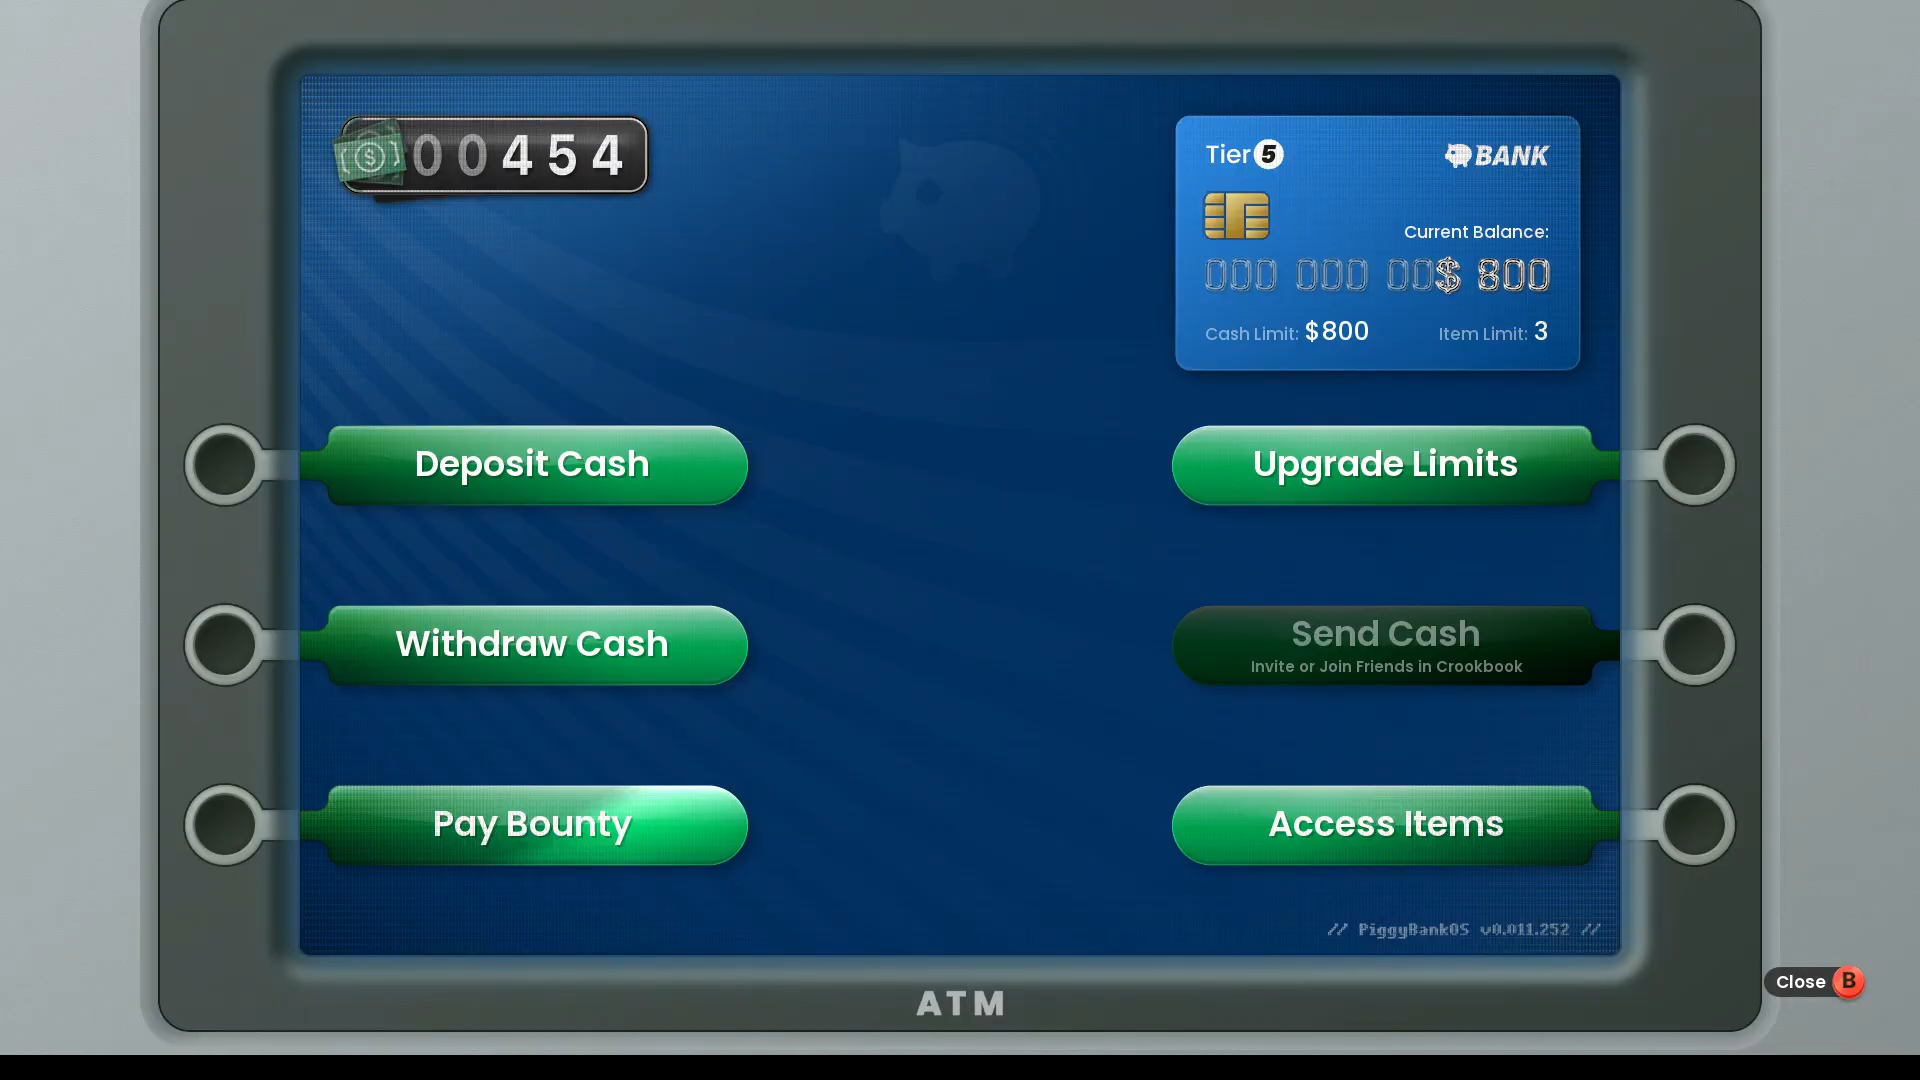 00454
Tier 5
BANK
Current Balance:
000 000 00$ 800
Cash Limit: $800
Item Limit: 3
Deposit Cash
Upgrade Limits
Withdraw Cash
Send Cash
Invite or Join Friends in Crookbook
Pay Bounty
Access Items
// PiggyBankOS v0.011.252 //
Close B
ATM